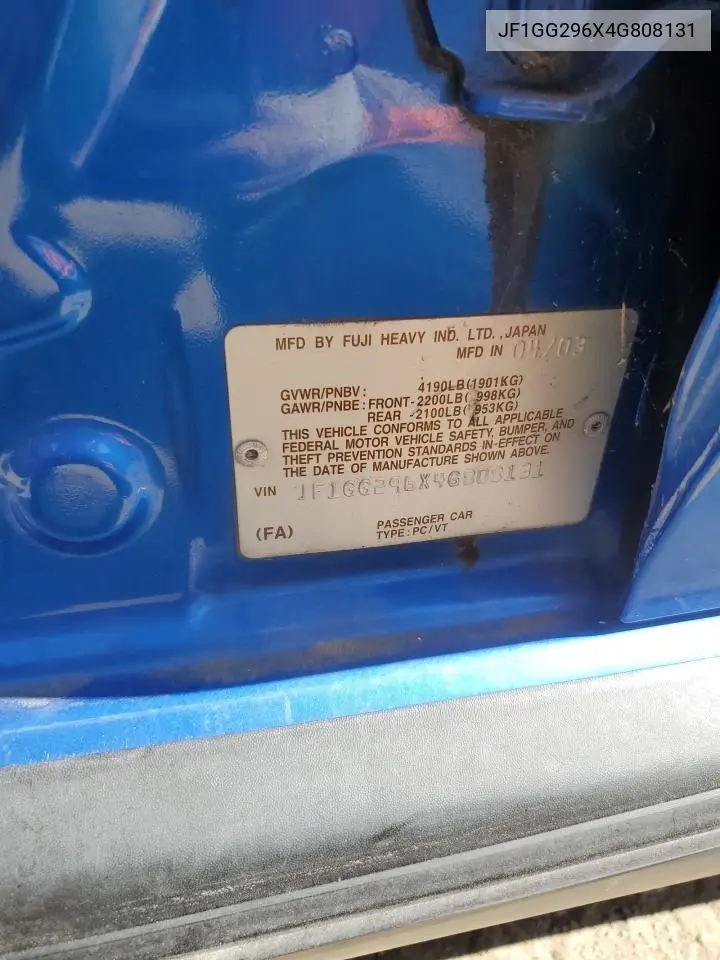 JF1GG296X4G808131
MFD BY FUJI HEAVY IND. LTD., JAPAN
MFD IN 04/03
GVWR/PNBV: 4190LB(1901KG)
GAWR/PNBE: FRONT-2200LB( 998KG)
REAR -2100LB( 953KG)
THIS VEHICLE CONFORMS TO ALL APPLICABLE
FEDERAL MOTOR VEHICLE SAFETY, BUMPER, AND
THEFT PREVENTION STANDARDS IN-EFFECT ON
THE DATE OF MANUFACTURE SHOWN ABOVE.
VIN JF1GG296X4G808131
(FA) PASSENGER CAR
TYPE: PC/VT